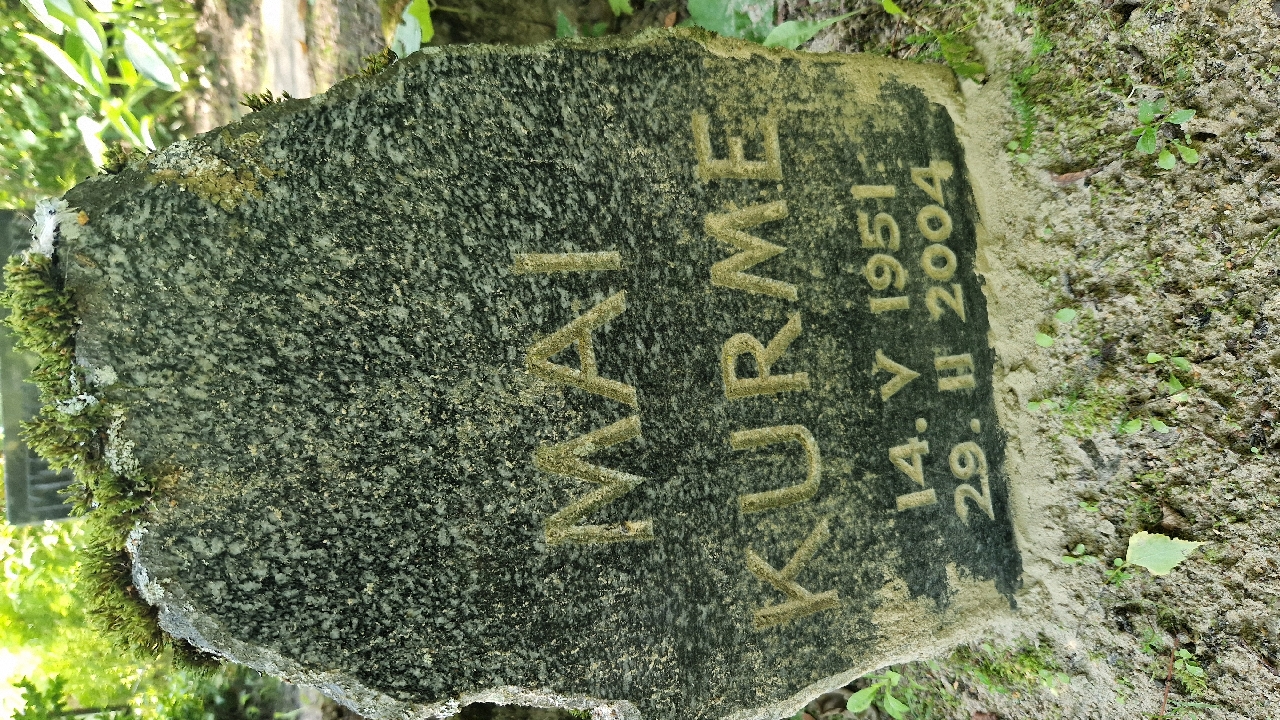 MAI
KURME
14. V 1951.
29. II 2004